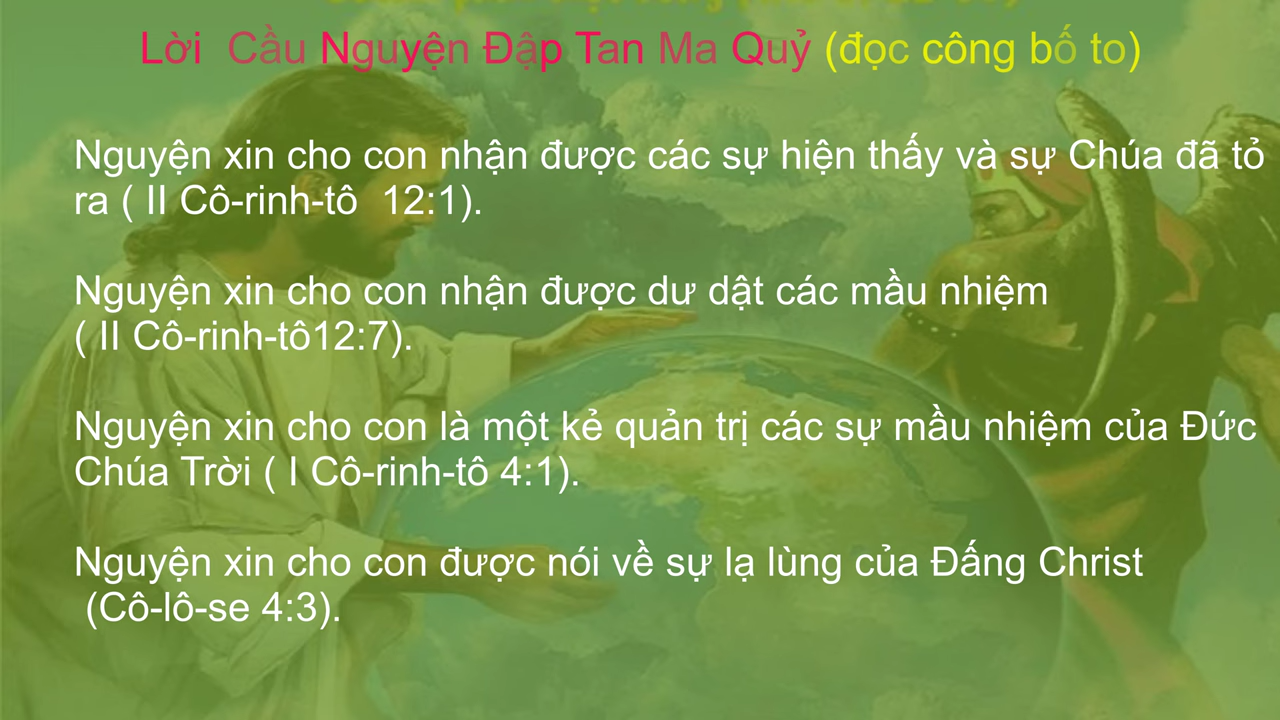 Lời  Cầu Nguyện Đập Tan Ma Quỷ (đọc công bố to)
Nguyện xin cho con nhận được các sự hiện thấy và sự Chúa đã tỏ
ra ( II Cô-rinh-tô  12:1).
Nguyện xin cho con nhận được dư dật các mầu nhiệm
( II Cô-rinh-tô12:7).
Nguyện xin cho con là một kẻ quản trị các sự mầu nhiệm của Đức
Chúa Trời ( I Cô-rinh-tô 4:1).
Nguyện xin cho con được nói về sự lạ lùng của Đấng Christ
(Cô-lô-se 4:3).